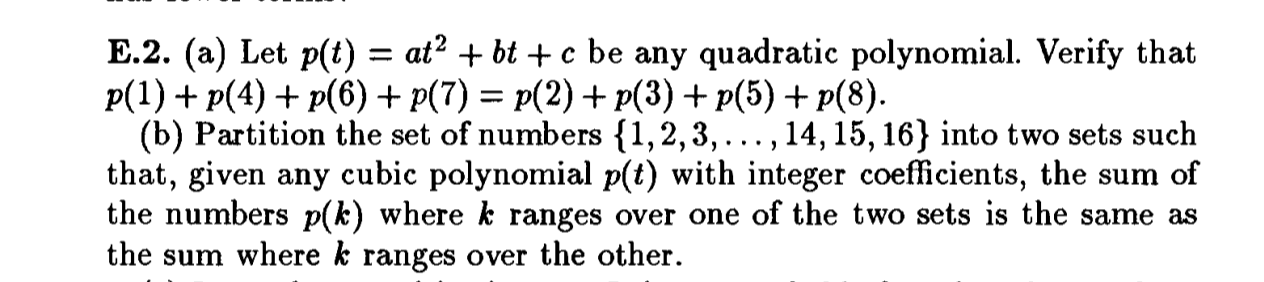 E.2. (a) Let p(t) = at² + bt + c be any quadratic polynomial. Verify that
p(1) + p(4) + p(6) + p(7) = p(2) + p(3) + p(5) + p(8).
(b) Partition the set of numbers {1, 2, 3, . . . , 14, 15, 16} into two sets such
that, given any cubic polynomial p(t) with integer coefficients, the sum of
the numbers p(k) where k ranges over one of the two sets is the same as
the sum where k ranges over the other.